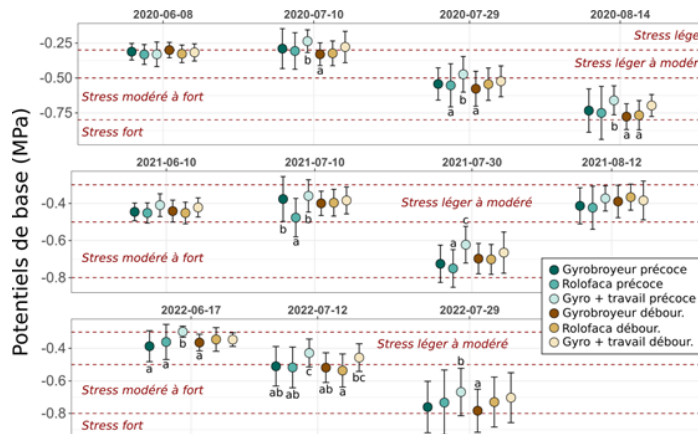 2020-06-08 2020-07-10 2020-07-29 2020-08-14
Stress lége
-0.25
Stress léger à modéré
-0.50
Stress modéré à fort
-0.75
Stress fort
b a a b a b a a
2021-06-10 2021-07-10 2021-07-30 2021-08-12
Stress léger à modéré
-0.4
b a b a c
-0.6
Stress modéré à fort
-0.8
Gyrobroyeur précoce
Rolofaca précoce
Gyro + travail précoce
Gyrobroyeur débour.
Rolofaca débour.
Gyro + travail débour.
2022-06-17 2022-07-12 2022-07-29
Stress léger à modéré
-0.4
a a b a ab ab c ab a bc b a
-0.6
Stress modéré à fort
-0.8
Stress fort
Potentiels de base (MPa)